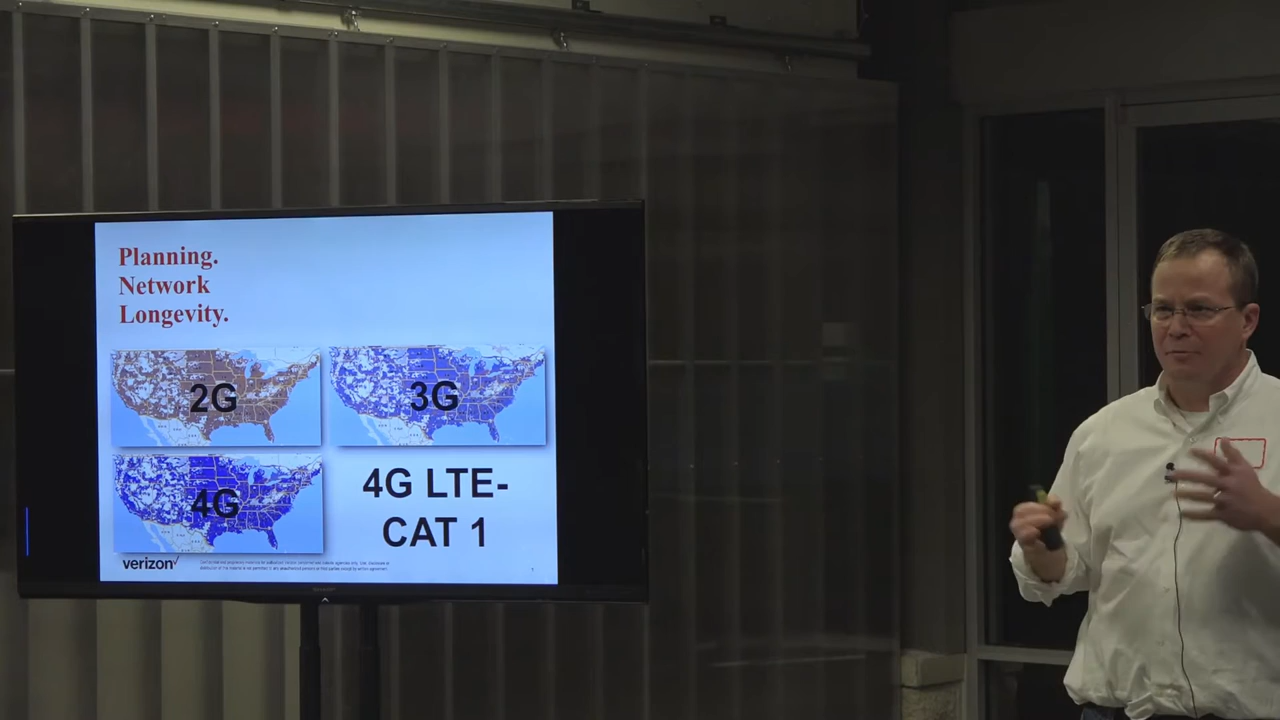 Planning.
Network
Longevity.
2G
3G
4G
4G LTE-
CAT 1
verizon✓